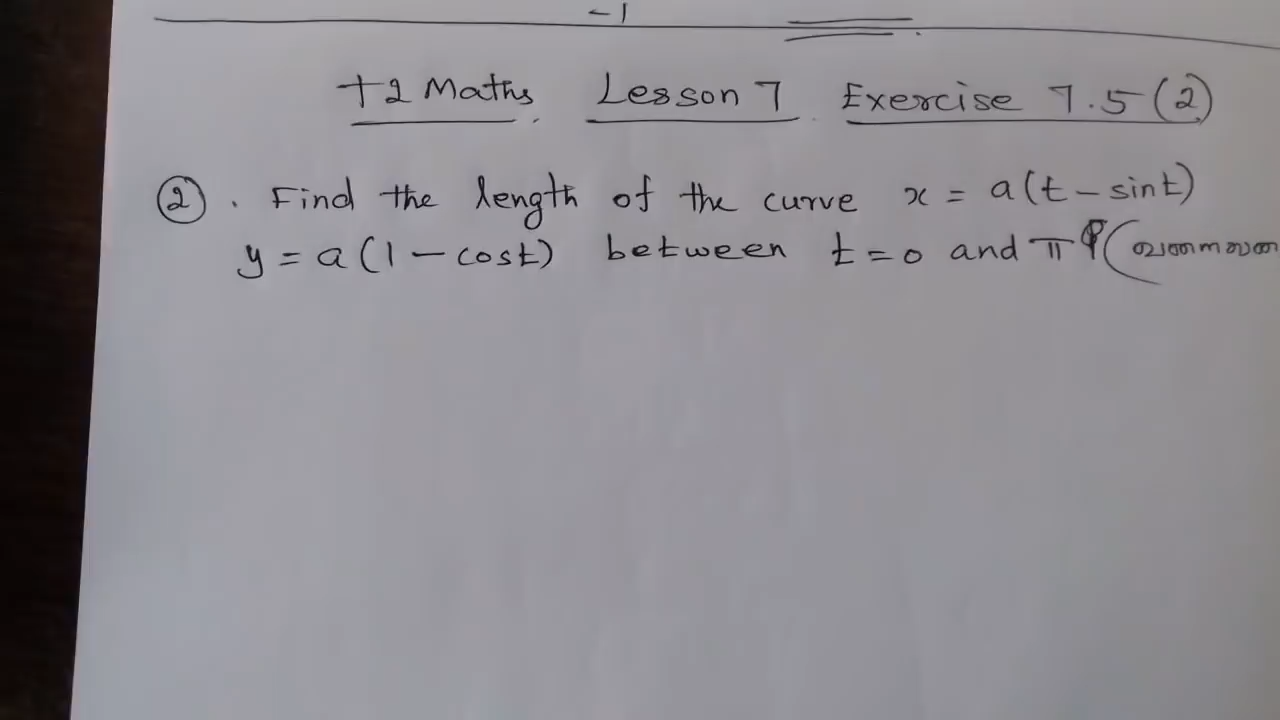 -1
+2 Maths Lesson 7 Exercise 7.5 (2)
(2). Find the length of the curve x = a(t - sint)
y = a(1 - cost) between t = 0 and π